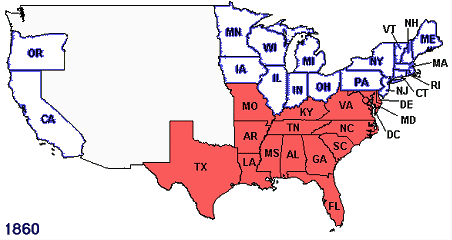 NH
VT
ME
MN
OR
WI
NY
MA
MI
RI
IA
PA
CT
NJ
IL
IN
OH
DE
MO
KY
VA
MD
CA
DC
TN
NC
AR
SC
TX
LA
MS
AL
GA
FL
1860